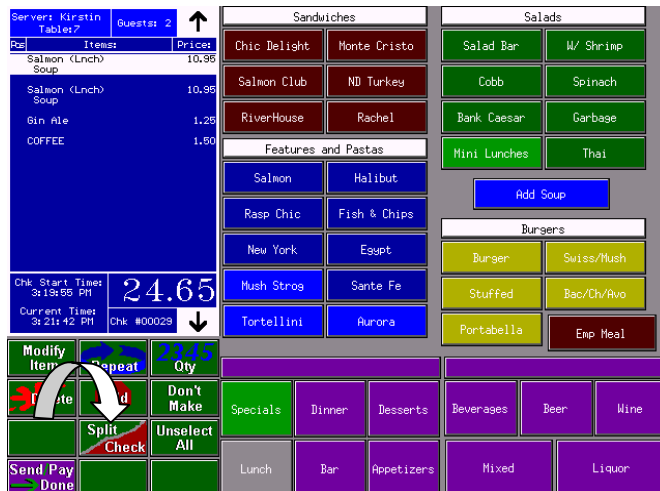 Server: Kirstin
Table:7
Guests: 2
Pos Items: Price:
Salmon (Lnch) 10.95
Soup
Salmon (Lnch) 10.95
Soup
Gin Ale 1.25
COFFEE 1.50
Chk Start Time:
3:19:55 PM
24.65
Current Time:
3:21:42 PM
Chk #00029
Modify
Item
Repeat
2345
Qty
Don't
Make
Split
Check
Unselect
All
Send/Pay
Done
Sandwiches
Chic Delight Monte Cristo
Salmon Club ND Turkey
RiverHouse Rachel
Features and Pastas
Salmon Halibut
Rasp Chic Fish & Chips
New York Egypt
Mush Strog Sante Fe
Tortellini Aurora
Salads
Salad Bar W/ Shrimp
Cobb Spinach
Bank Caesar Garbage
Mini Lunches Thai
Add Soup
Burgers
Burger Swiss/Mush
Stuffed Bac/Ch/Avo
Portabella Emp Meal
Specials Dinner Desserts Beverages Beer Wine
Lunch Bar Appetizers Mixed Liquor